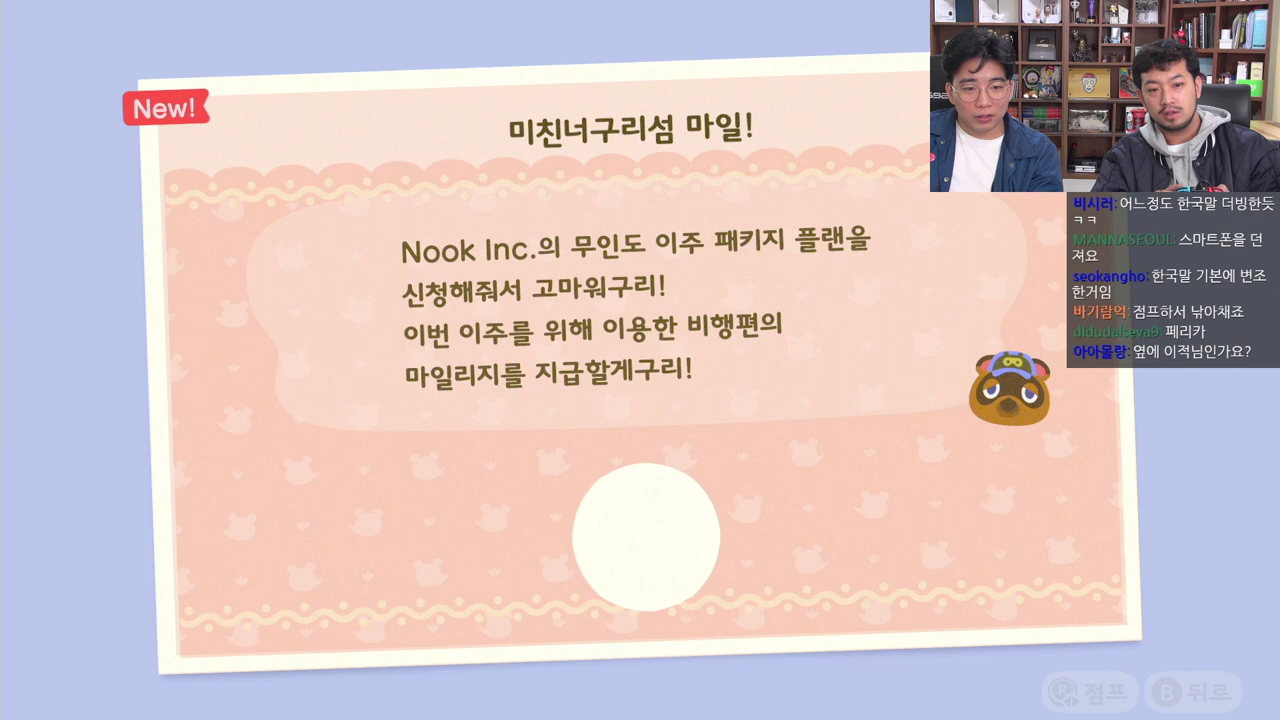 New!
미친너구리섬 마일!
Nook Inc.의 무인도 이주 패키지 플랜을
신청해줘서 고마워구리!
이번 이주를 위해 이용한 비행편의
마일리지를 지급할게구리!
비시러: 어느정도 한국말 더빙한듯
ㅋㅋ
MANNASEOUL: 스마트폰을 던
져요
seokangho: 한국말 기본에 변조
한거임
바기람억: 점프하서 낚아채죠
dldudalseva9: 페리카
아아몰랑: 옆에 이적님인가요?
R 점프 B 뒤로